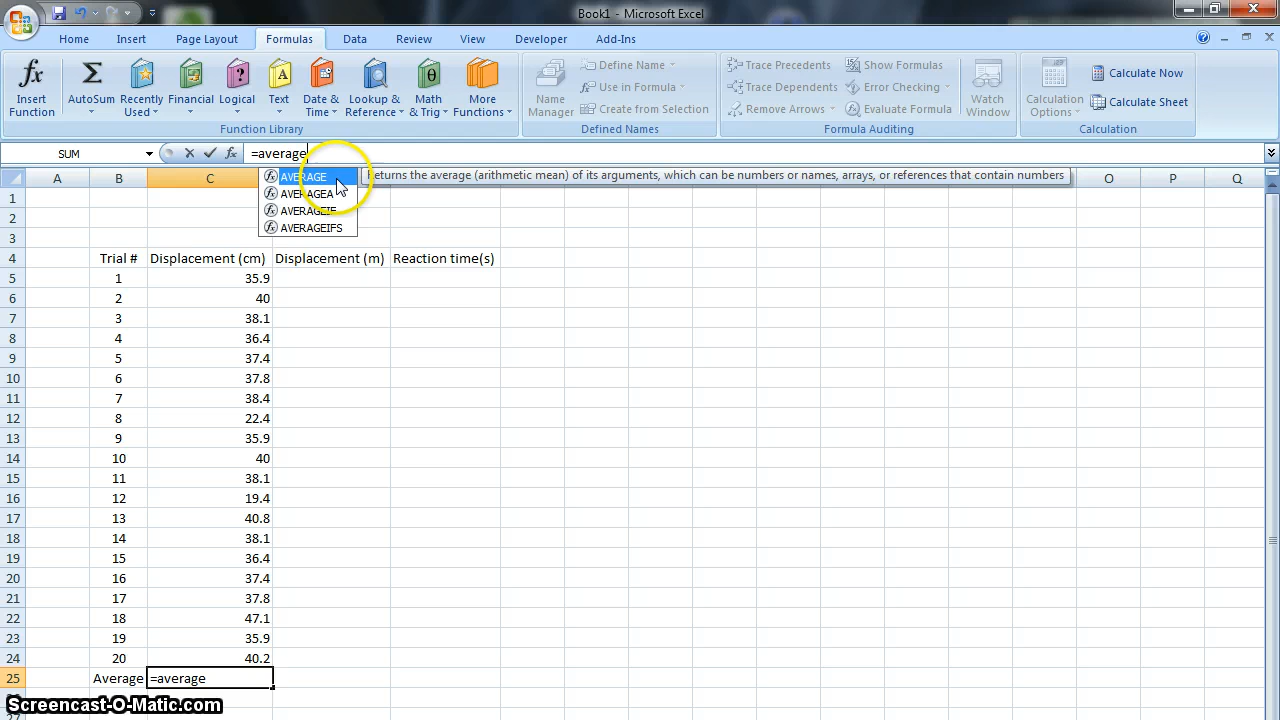 Book1 - Microsoft Excel
Home Insert Page Layout Formulas Data Review View Developer Add-Ins
Insert Function
AutoSum
Recently Used
Financial
Logical
Text
Date & Time
Lookup & Reference
Math & Trig
More Functions
Function Library
Name Manager
Define Name
Use in Formula
Create from Selection
Defined Names
Trace Precedents
Trace Dependents
Remove Arrows
Show Formulas
Error Checking
Evaluate Formula
Formula Auditing
Watch Window
Calculation Options
Calculate Now
Calculate Sheet
Calculation
SUM fx =average
AVERAGE Returns the average (arithmetic mean) of its arguments, which can be numbers or names, arrays, or references that contain numbers
AVERAGEA
AVERAGEIF
AVERAGEIFS
A B C O P Q
1
2
3
4 Trial # Displacement (cm) Displacement (m) Reaction time(s)
5 1 35.9
6 2 40
7 3 38.1
8 4 36.4
9 5 37.4
10 6 37.8
11 7 38.4
12 8 22.4
13 9 35.9
14 10 40
15 11 38.1
16 12 19.4
17 13 40.8
18 14 38.1
19 15 36.4
20 16 37.4
21 17 37.8
22 18 47.1
23 19 35.9
24 20 40.2
25 Average =average
Screencast-O-Matic.com